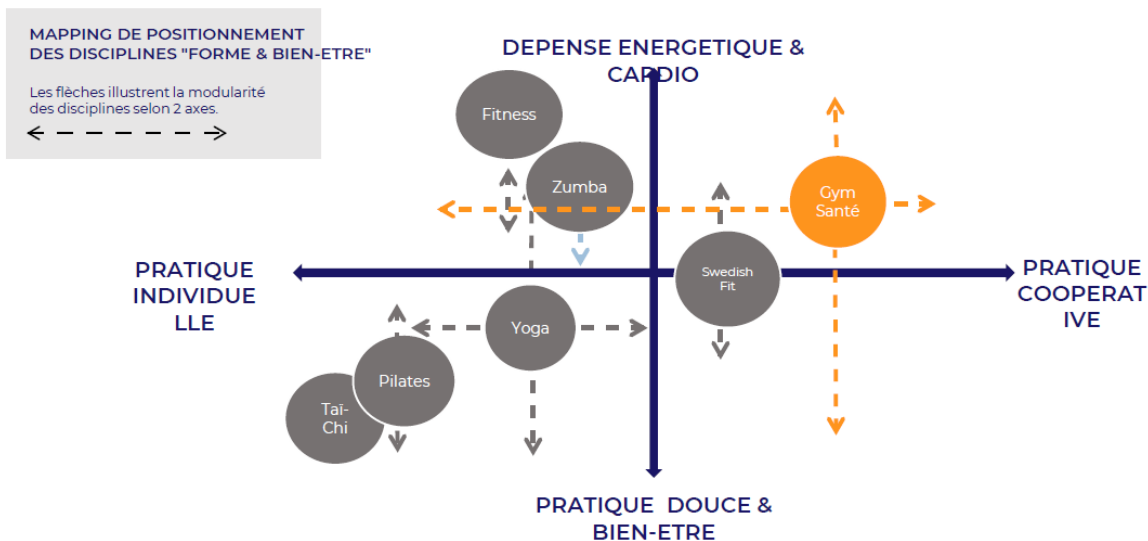 MAPPING DE POSITIONNEMENT
DES DISCIPLINES "FORME & BIEN-ETRE"
Les flèches illustrent la modularité
des disciplines selon 2 axes.
DEPENSE ENERGETIQUE &
CARDIO
Fitness
Zumba
Gym
Santé
PRATIQUE
INDIVIDUE
LLE
Swedish
Fit
PRATIQUE
COOPERAT
IVE
Yoga
Pilates
Taï-
Chi
PRATIQUE DOUCE &
BIEN-ETRE